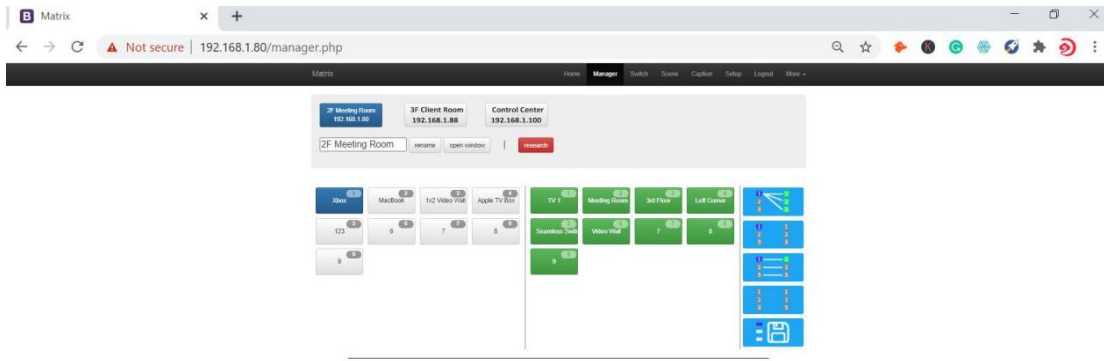 Matrix
Not secure | 192.168.1.80/manager.php
Matrix Home Manager Switch Scene Caption Setup Logout More
2F Meeting Room 3F Client Room Control Center
192.168.1.80 192.168.1.88 192.168.1.100
2F Meeting Room rename open window | research
Xbox MacBook 1x2 Video Wall Apple TV Box TV 1 Meeting Room 3rd Floor Left Corner
123 6 7 8 Seamless Swit Video Wall 7 8
9 9